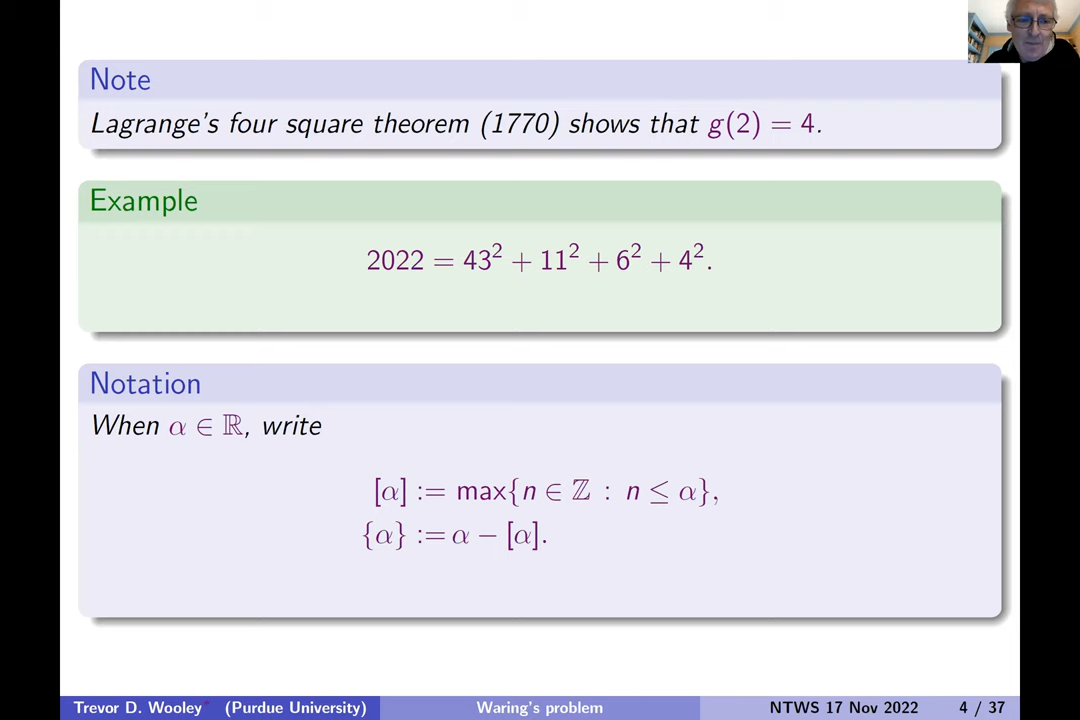 Note
Lagrange's four square theorem (1770) shows that g(2) = 4.
Example
2022 = 43² + 11² + 6² + 4².
Notation
When α ∈ ℝ, write
[α] := max{n ∈ ℤ : n ≤ α},
{α} := α − [α].
Trevor D. Wooley* (Purdue University) Waring's problem NTWS 17 Nov 2022 4 / 37